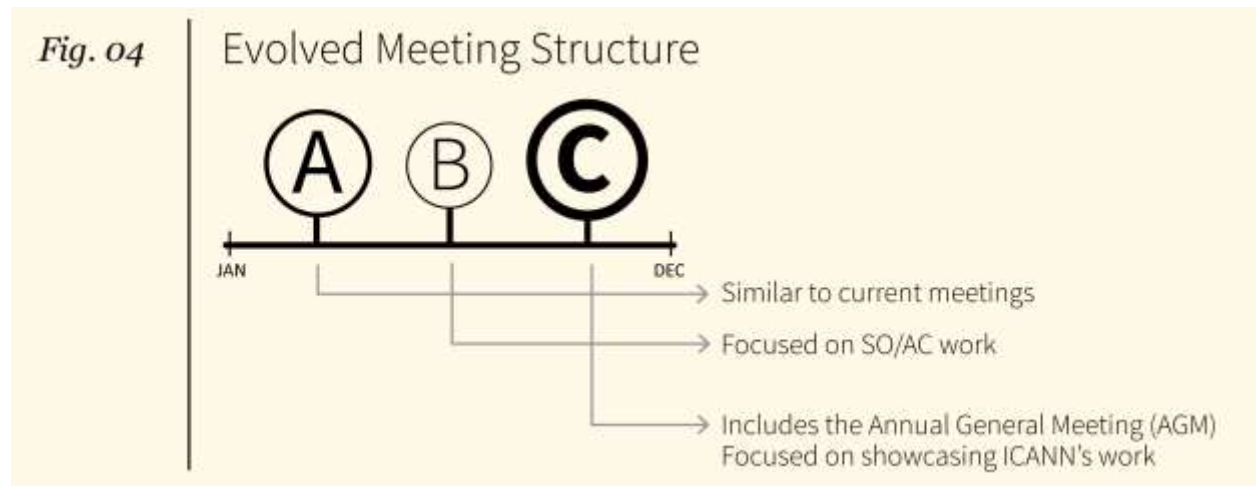 Fig. 04
Evolved Meeting Structure
A B C
JAN DEC
Similar to current meetings
Focused on SO/AC work
Includes the Annual General Meeting (AGM)
Focused on showcasing ICANN's work